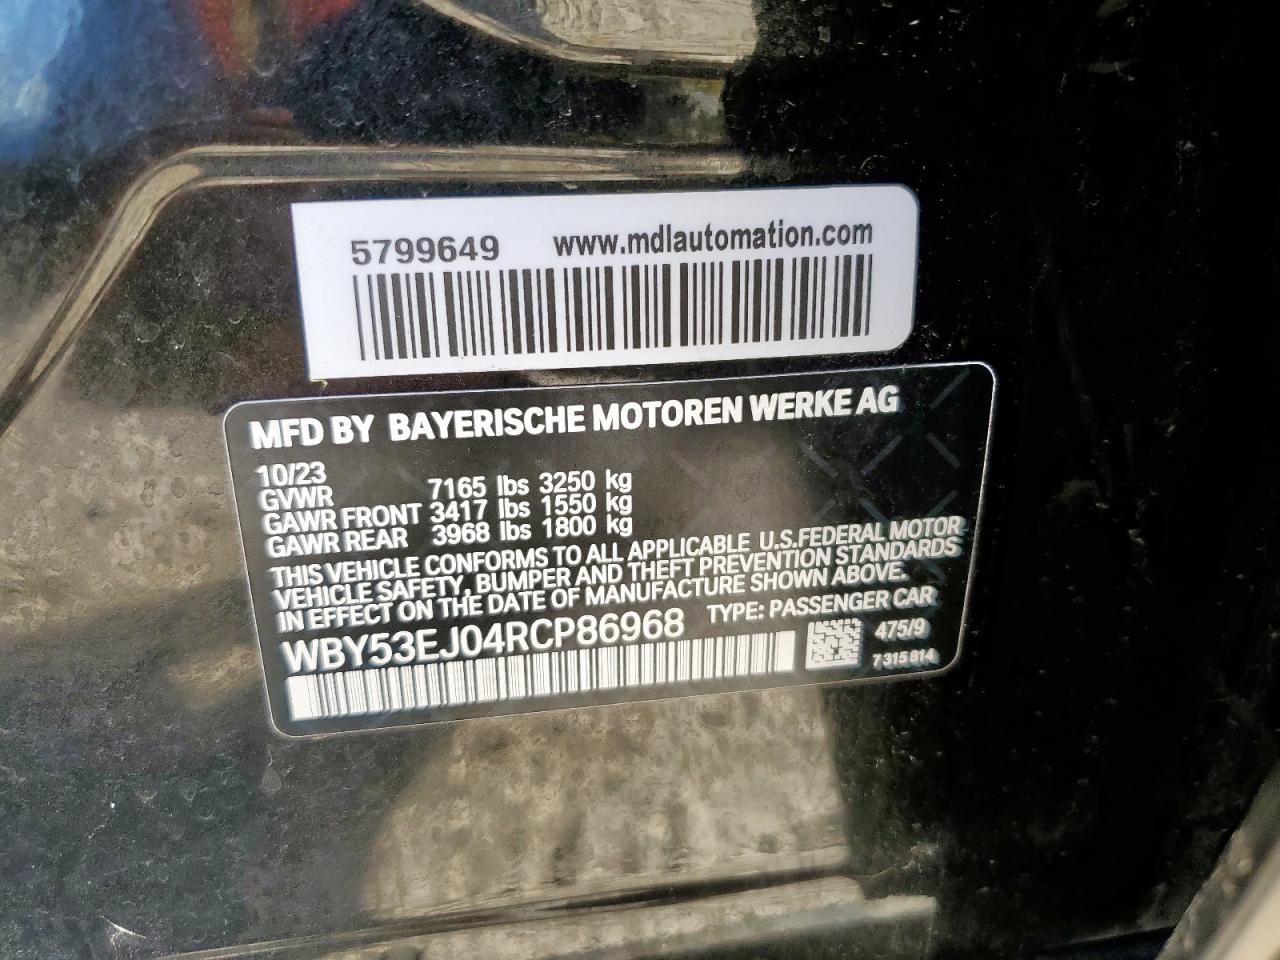 5799649 www.mdlautomation.com
MFD BY BAYERISCHE MOTOREN WERKE AG
10/23
GVWR 7165 lbs 3250 kg
GAWR FRONT 3417 lbs 1550 kg
GAWR REAR 3968 lbs 1800 kg
THIS VEHICLE CONFORMS TO ALL APPLICABLE U.S.FEDERAL MOTOR
VEHICLE SAFETY, BUMPER AND THEFT PREVENTION STANDARDS
IN EFFECT ON THE DATE OF MANUFACTURE SHOWN ABOVE.
WBY53EJ04RCP86968 TYPE: PASSENGER CAR
475/9
7315814